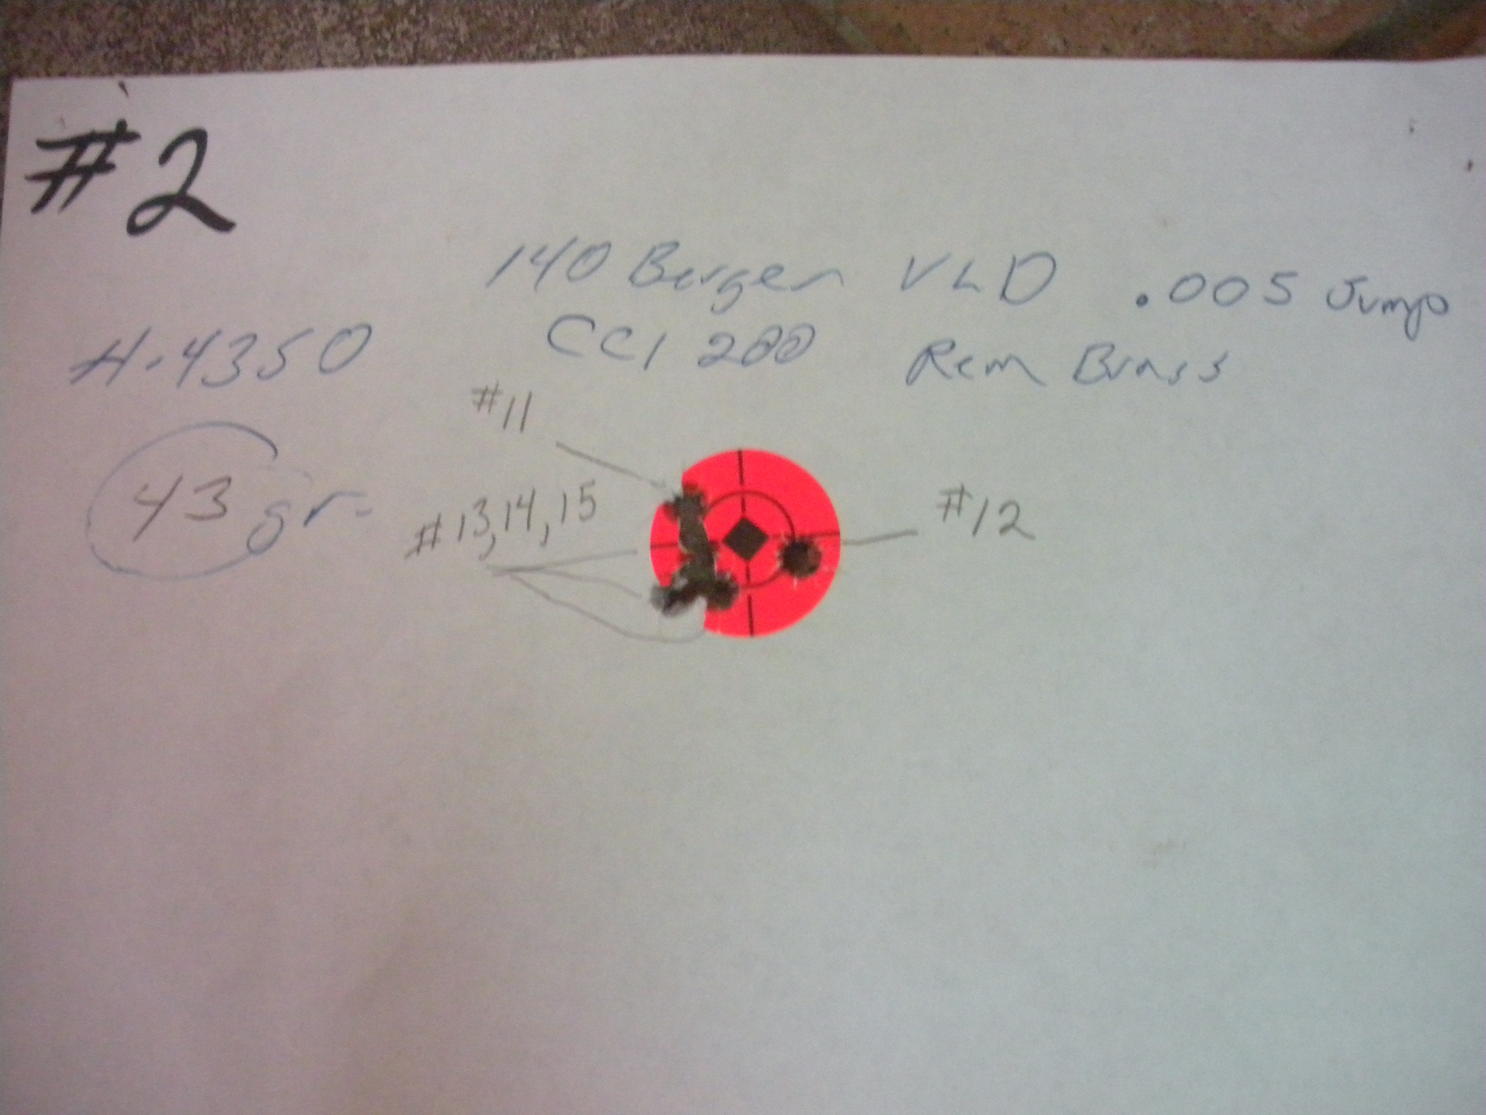 #2
140 Berger VLD .005 Jump
H-4350 CCI 200 Rem Brass
#11
43 gr.
#13,14,15
#12